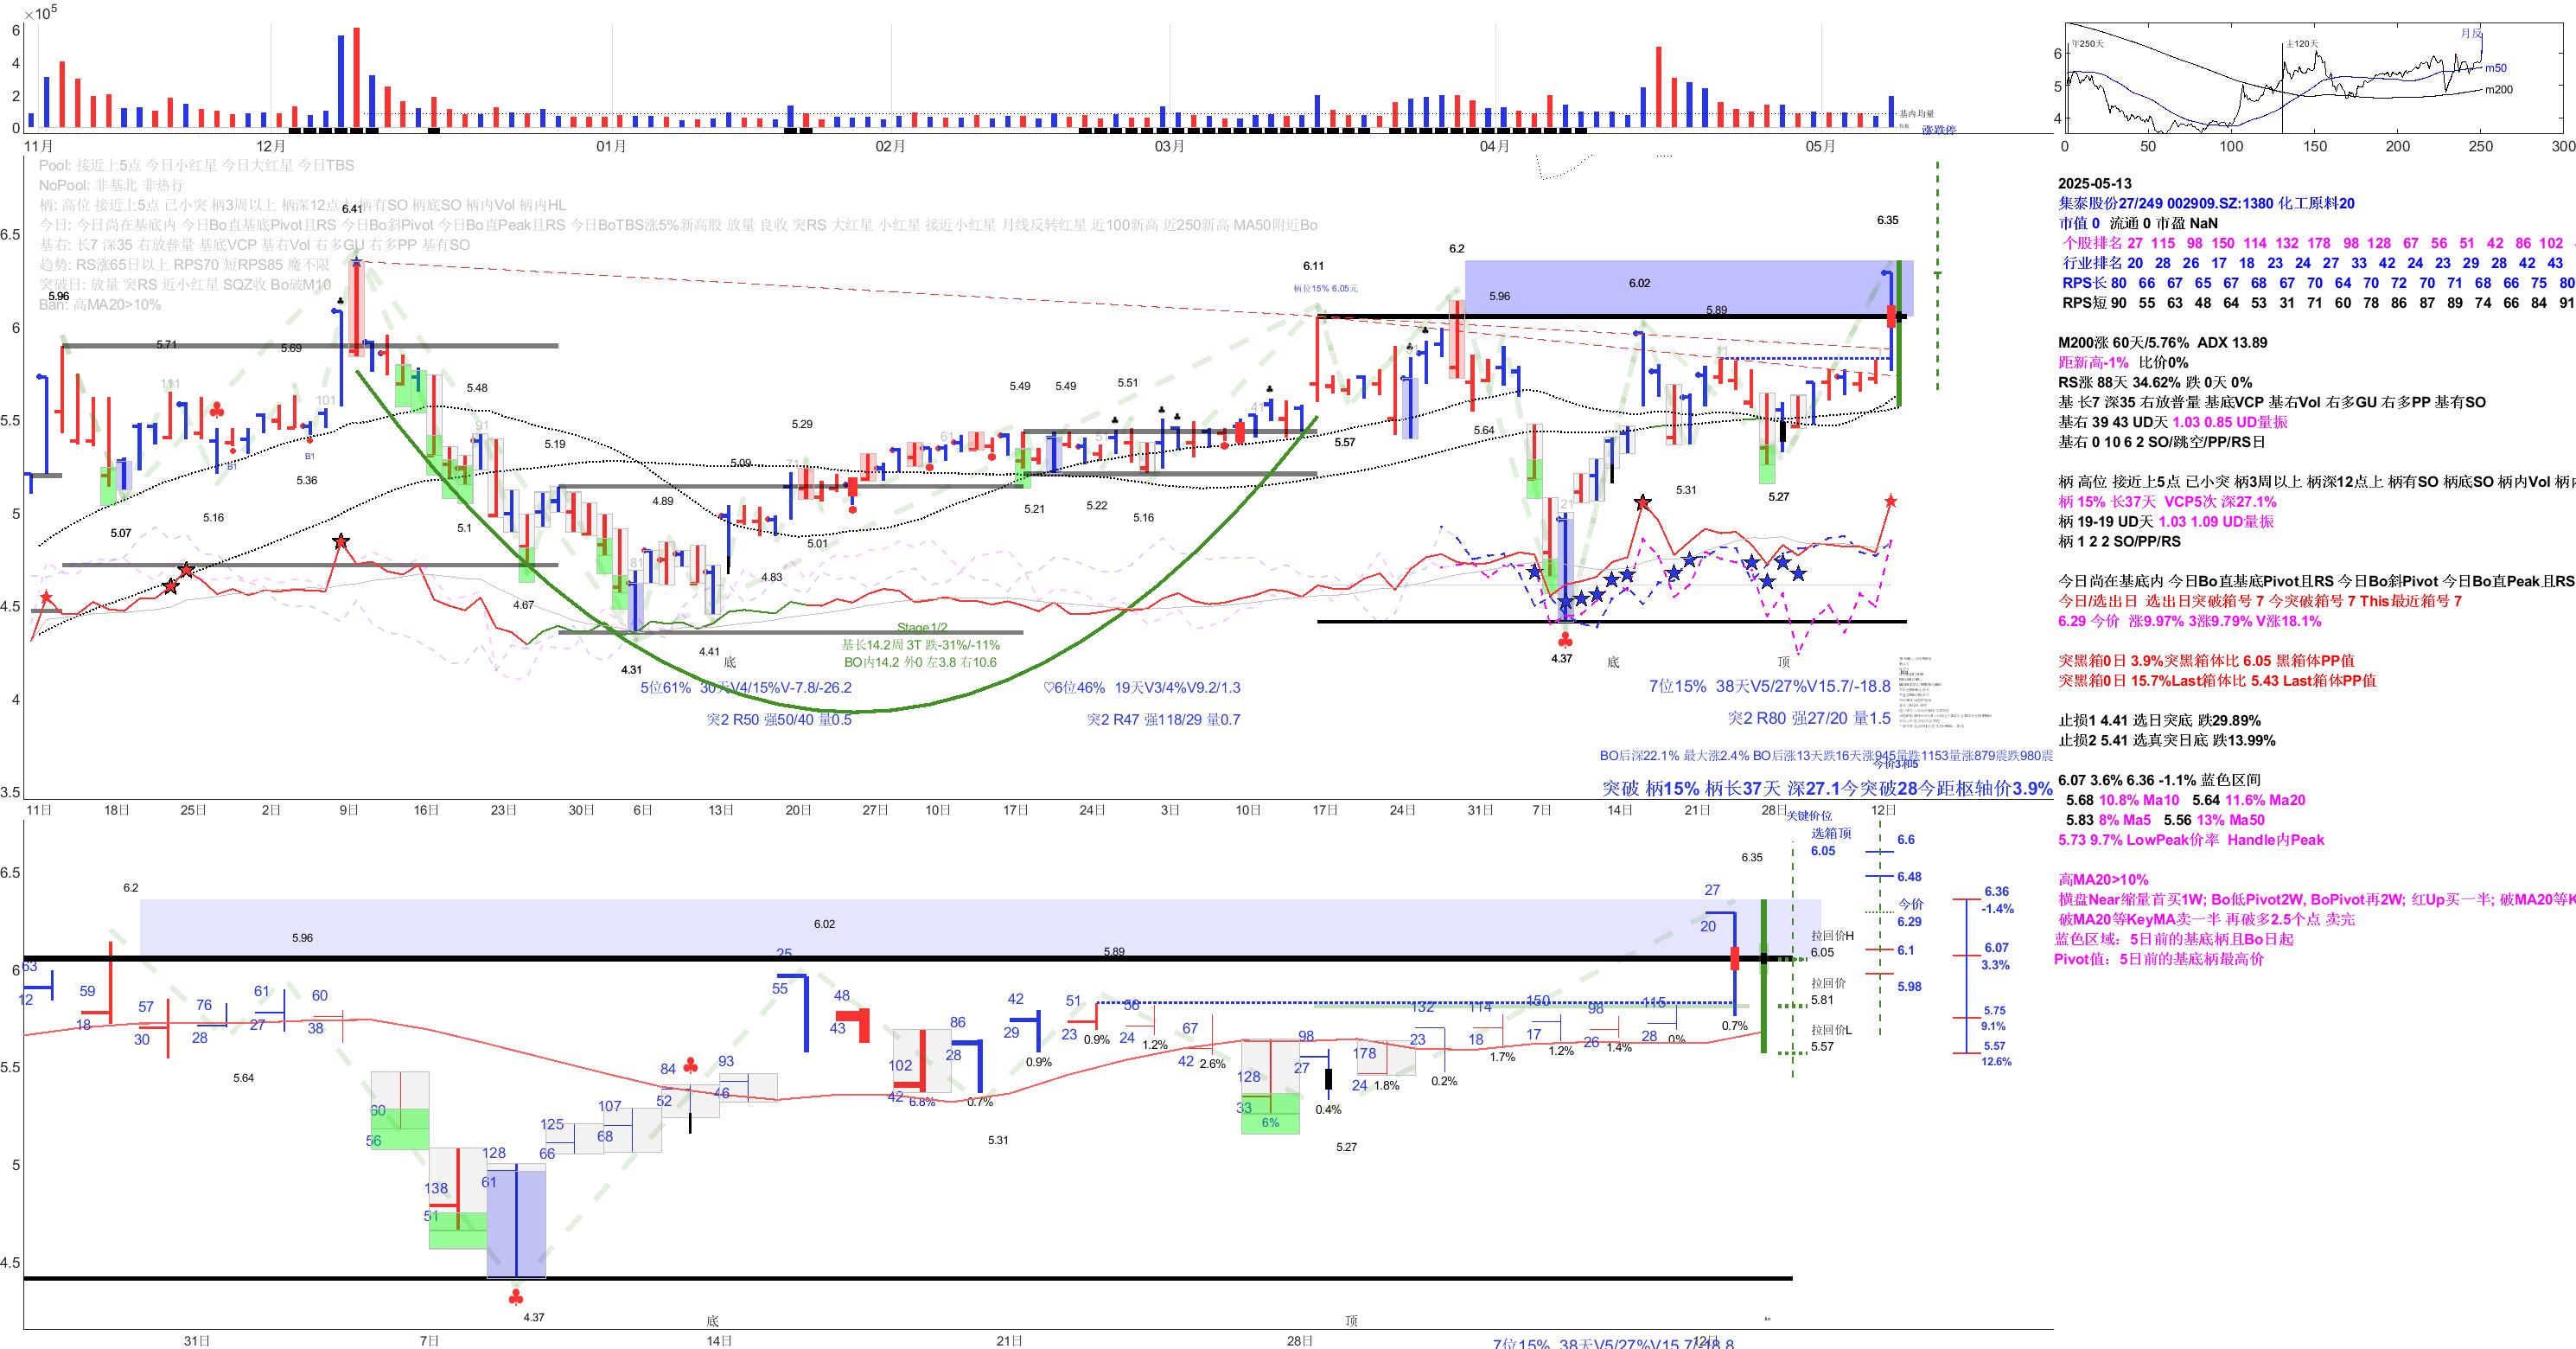 ×10⁵
6
4
2
0
基内均量
涨跌停
11月
12月
01月
02月
03月
04月
05月
Pool: 接近上5点 今日小红星 今日大红星 今日TBS
NoPool: 非基北 非热行
柄: 高位 接近上5点 己小突 柄3周以上 柄深12点上 柄有SO 柄底SO 柄内Vol 柄内HL
今日: 今日尚在基底内 今日Bo直基底Pivot且RS 今日Bo斜Pivot 今日Bo直Peak且RS 今日BoTBS涨5%新高股 放量 良收 突RS 大红星 小红星 接近小红星 月线反转红星 近100新高 近250新高 MA50附近Bo
基右: 长7 深35 右放普量 基底VCP 基右Vol 右多GU 右多PP 基有SO
趋势: RS涨65日以上 RPS70 短RPS85 魔不限
突破日: 放量 突RS 近小红星 SQZ收 Bo破M10
Ban: 高MA20>10%
6.5
6
5.5
5
4.5
4
3.5
5.96
5.71
5.69
6.41
5.07
5.16
5.36
111
101
B1
B1
5.48
91
5.1
5.19
4.67
4.31
81
4.89
4.41
5.09
4.83
5.29
5.01
61
5.49
5.21
5.49
5.22
5.51
5.16
41
6.11
柄位15% 6.05元
5.57
6.2
5.96
5.64
4.37
21
6.02
5.31
5.89
5.27
6.35
Stage1/2
基长14.2周 3T 跌-31%/-11%
BO内14.2 外0 左3.8 右10.6
底
底
顶
5位61% 30天V4/15%V-7.8/-26.2
突2 R50 强50/40 量0.5
♡6位46% 19天V3/4%V9.2/1.3
突2 R47 强118/29 量0.7
7位15% 38天V5/27%V15.7/-18.8
突2 R80 强27/20 量1.5
BO后深22.1% 最大涨2.4% BO后涨13天跌16天涨945量跌1153量涨879震跌980震
今价3和5
突破 柄15% 柄长37天 深27.1今突破28今距枢轴价3.9%
11日
18日
25日
2日
9日
16日
23日
30日
6日
13日
20日
27日
10日
17日
24日
3日
10日
17日
24日
31日
7日
14日
21日
28日
12日
关键价位
选箱顶
6.05
6.5
6
5.5
5
4.5
63
12
6.2
59
18
57
30
76
28
5.96
61
27
60
38
5.64
60
56
138
51
128
61
4.37
125
66
107
68
84
52
93
46
25
55
6.02
48
43
102
42
6.8%
86
28
0.7%
5.31
42
29
0.9%
51
23
0.9%
5.89
56
24
1.2%
67
42
2.6%
128
33
6%
98
27
0.4%
5.27
178
24
1.8%
132
23
0.2%
114
18
1.7%
150
17
1.2%
98
26
1.4%
115
28
0%
27
20
0.7%
6.35
拉回价H
6.05
拉回价
5.81
拉回价L
5.57
6.6
6.48
今价
6.29
6.1
5.98
6.36
-1.4%
6.07
3.3%
5.75
9.1%
5.57
12.6%
底
顶
31日
7日
14日
21日
28日
12日
7位15% 38天V5/27%V15.7/-18.8
年250天
主120天
月反
m50
m200
6
5
4
0
50
100
150
200
250
300
2025-05-13
集泰股份27/249 002909.SZ:1380 化工原料20
市值 0 流通 0 市盈 NaN
个股排名 27 115 98 150 114 132 178 98 128 67 56 51 42 86 102
行业排名 20 28 26 17 18 23 24 27 33 42 24 23 29 28 42 43
RPS长 80 66 67 65 67 68 67 70 64 70 72 70 71 68 66 75 80
RPS短 90 55 63 48 64 53 31 71 60 78 86 87 89 74 66 84 91
M200涨 60天/5.76% ADX 13.89
距新高-1% 比价0%
RS涨 88天 34.62% 跌 0天 0%
基 长7 深35 右放普量 基底VCP 基右Vol 右多GU 右多PP 基有SO
基右 39 43 UD天 1.03 0.85 UD量振
基右 0 10 6 2 SO/跳空/PP/RS日
柄 高位 接近上5点 己小突 柄3周以上 柄深12点上 柄有SO 柄底SO 柄内Vol
柄 15% 长37天 VCP5次 深27.1%
柄 19-19 UD天 1.03 1.09 UD量振
柄 1 2 2 SO/PP/RS
今日尚在基底内 今日Bo直基底Pivot且RS 今日Bo斜Pivot 今日Bo直Peak且RS
今日/选出日 选出日突破箱号 7 今突破箱号 7 This最近箱号 7
6.29 今价 涨9.97% 3涨9.79% V涨18.1%
突黑箱0日 3.9%突黑箱体比 6.05 黑箱体PP值
突黑箱0日 15.7%Last箱体比 5.43 Last箱体PP值
止损1 4.41 选日突底 跌29.89%
止损2 5.41 选真突日底 跌13.99%
6.07 3.6% 6.36 -1.1% 蓝色区间
5.68 10.8% Ma10 5.64 11.6% Ma20
5.83 8% Ma5 5.56 13% Ma50
5.73 9.7% LowPeak价率 Handle内Peak
高MA20>10%
横盘Near缩量首买1W; Bo低Pivot2W, BoPivot再2W; 红Up买一半; 破MA20等K
破MA20等KeyMA卖一半 再破多2.5个点 卖完
蓝色区域：5日前的基底柄且Bo日起
Pivot值：5日前的基底柄最高价